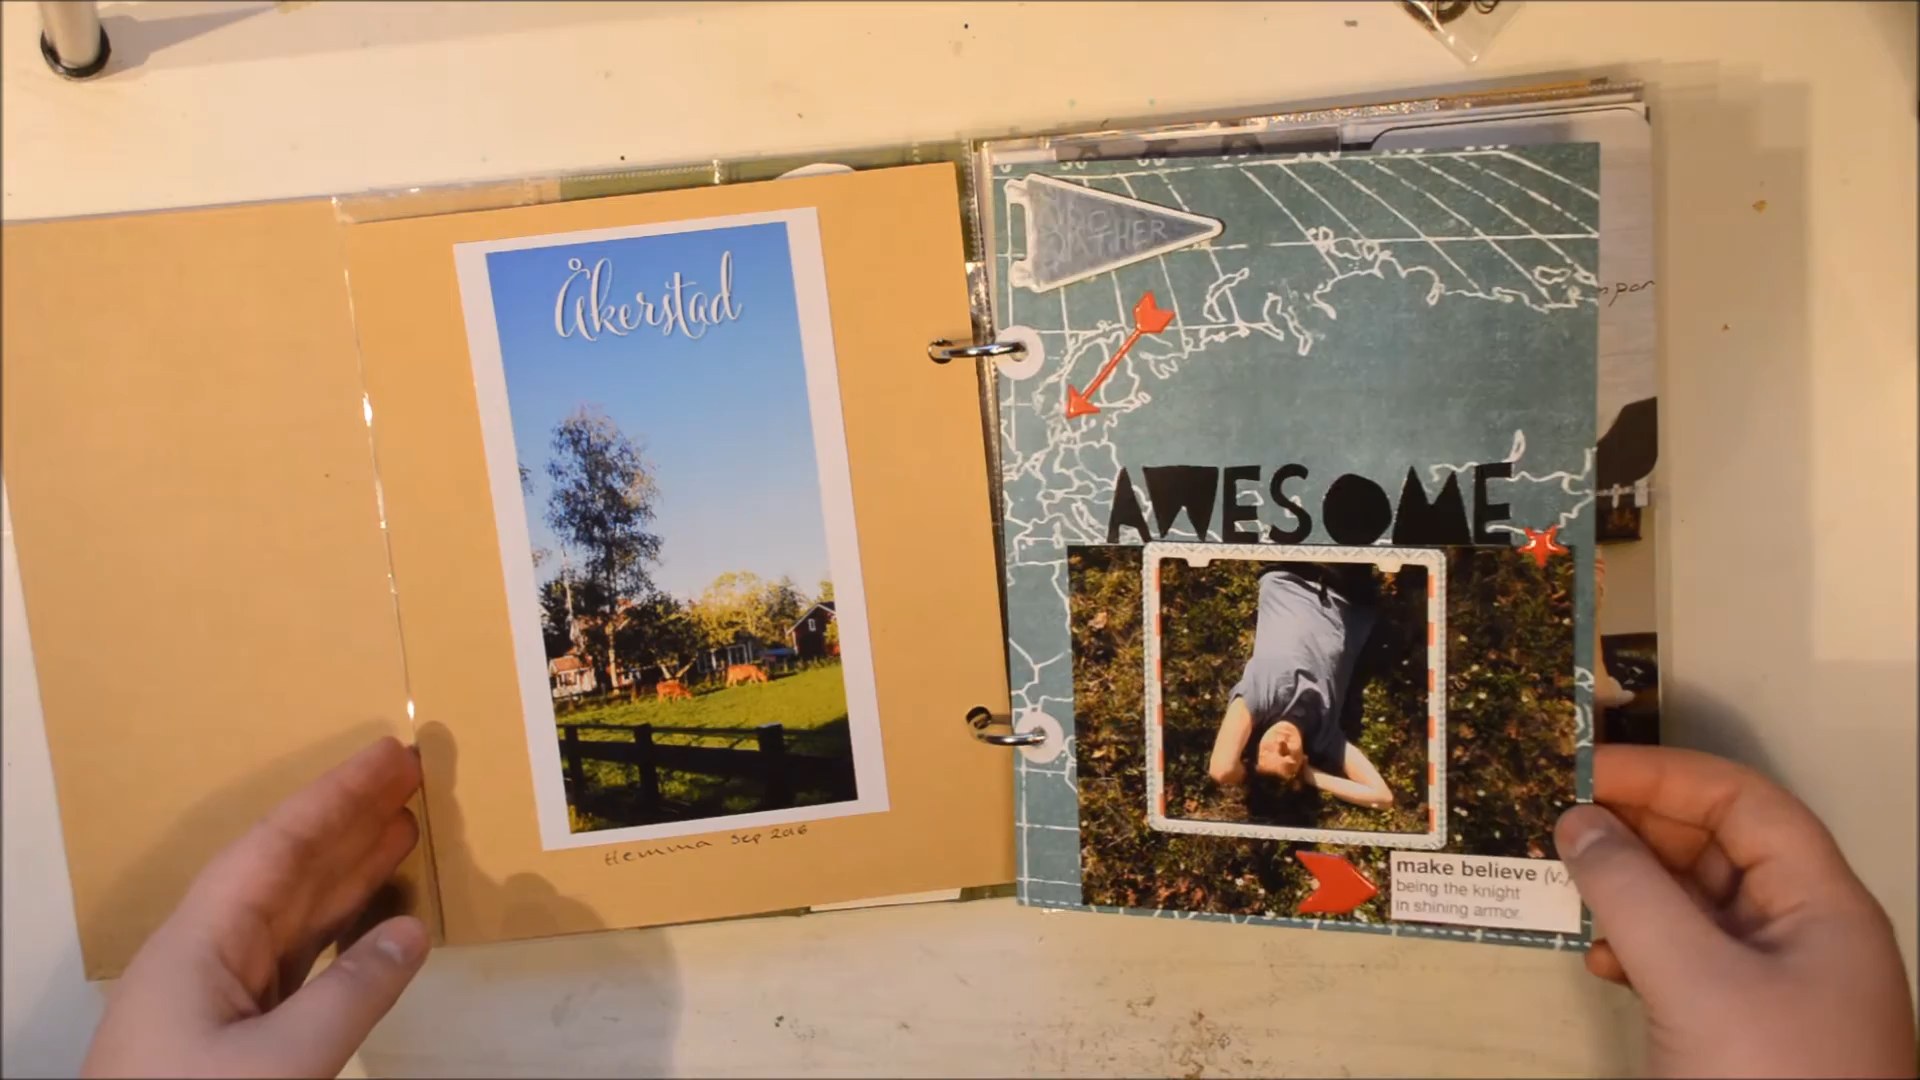 Åkerstad
Hemma Sep 2016
AWESOME
make believe (v.)
being the knight
in shining armor.